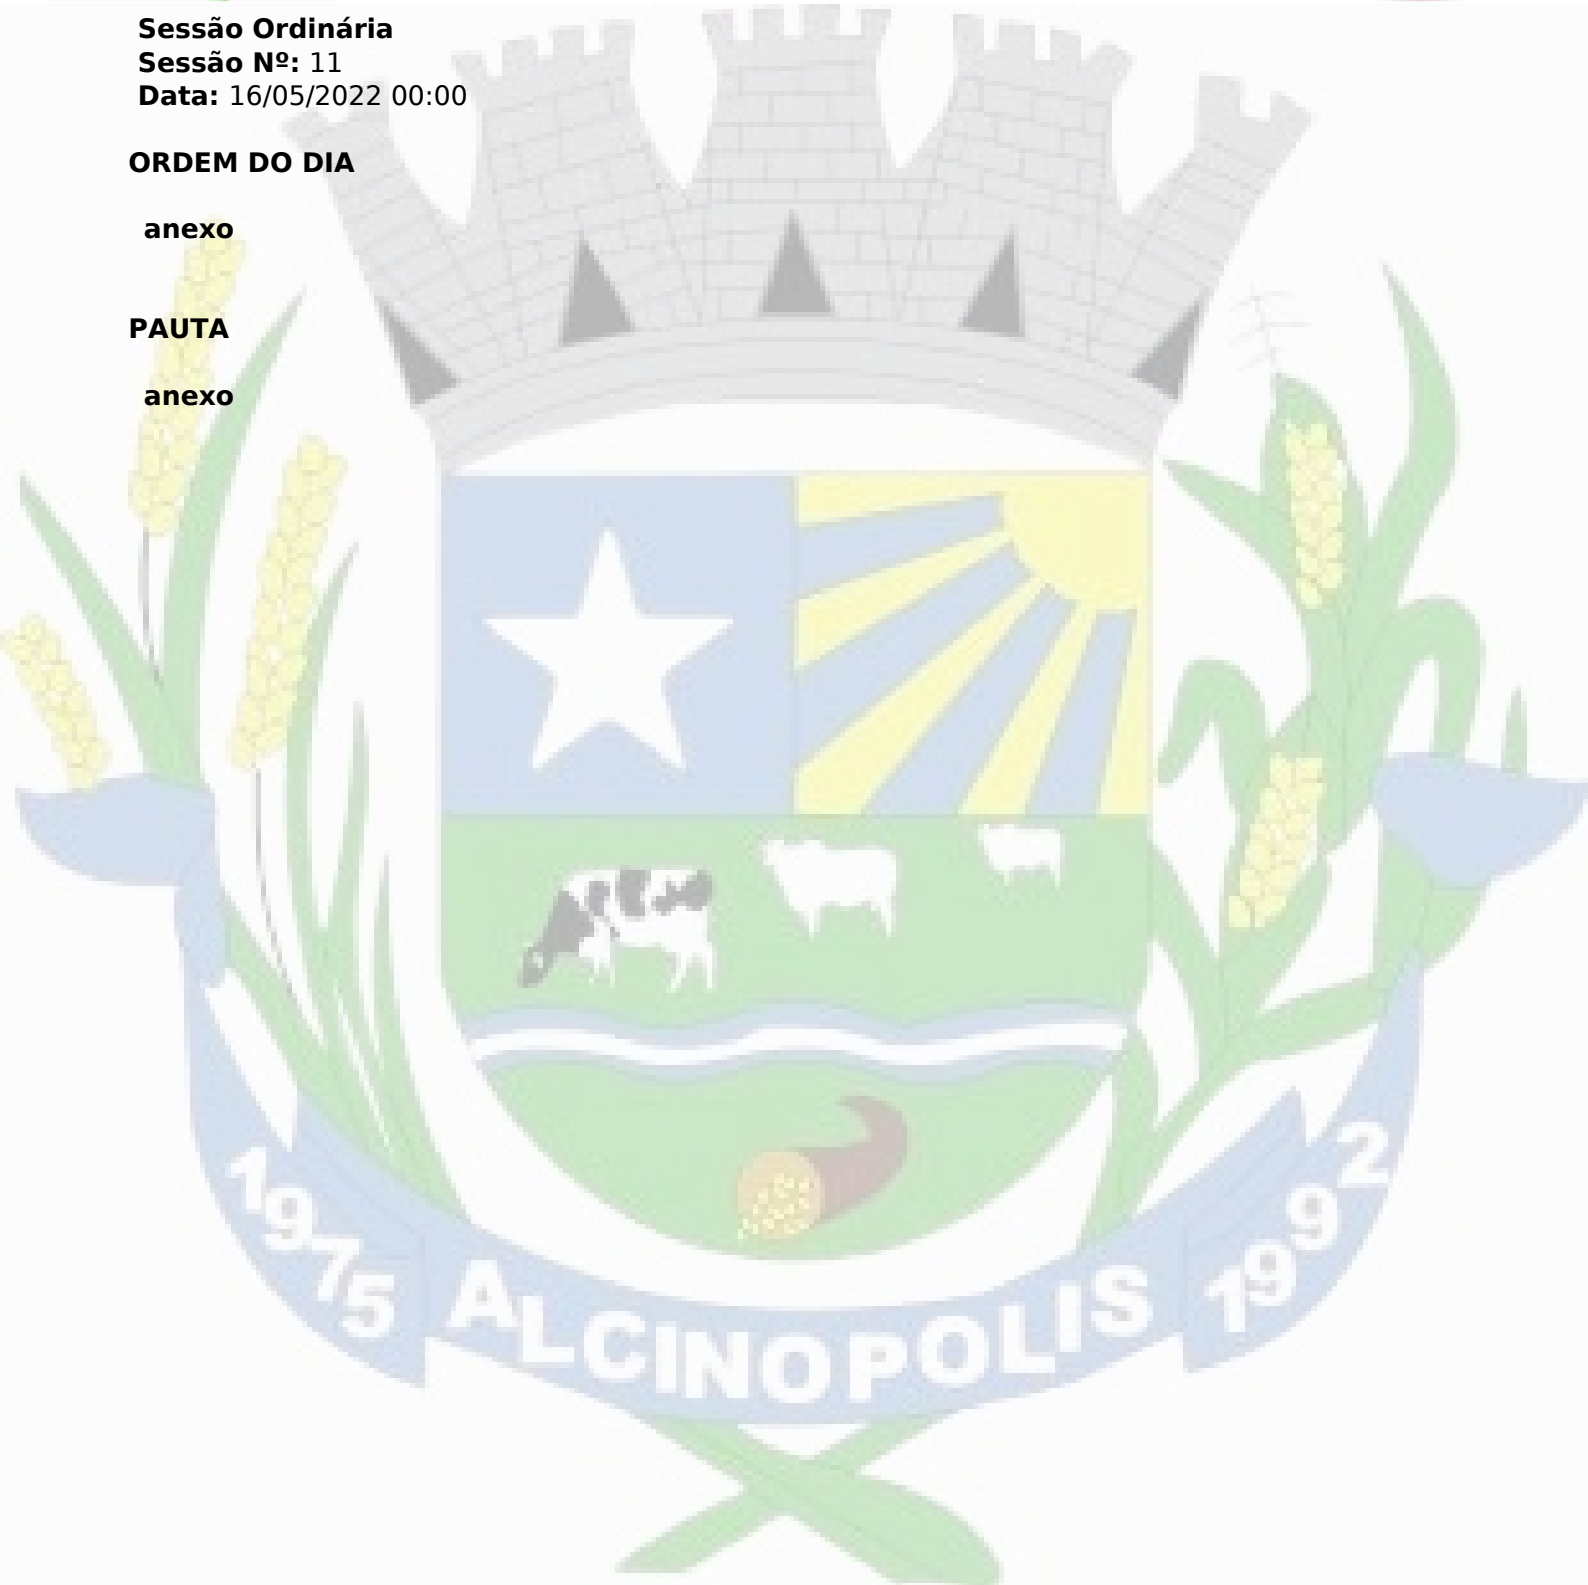 Sessão Ordinária
Sessão Nº: 11
Data: 16/05/2022 00:00
ORDEM DO DIA
anexo
PAUTA
anexo
1975
ALCINOPOLIS
1992